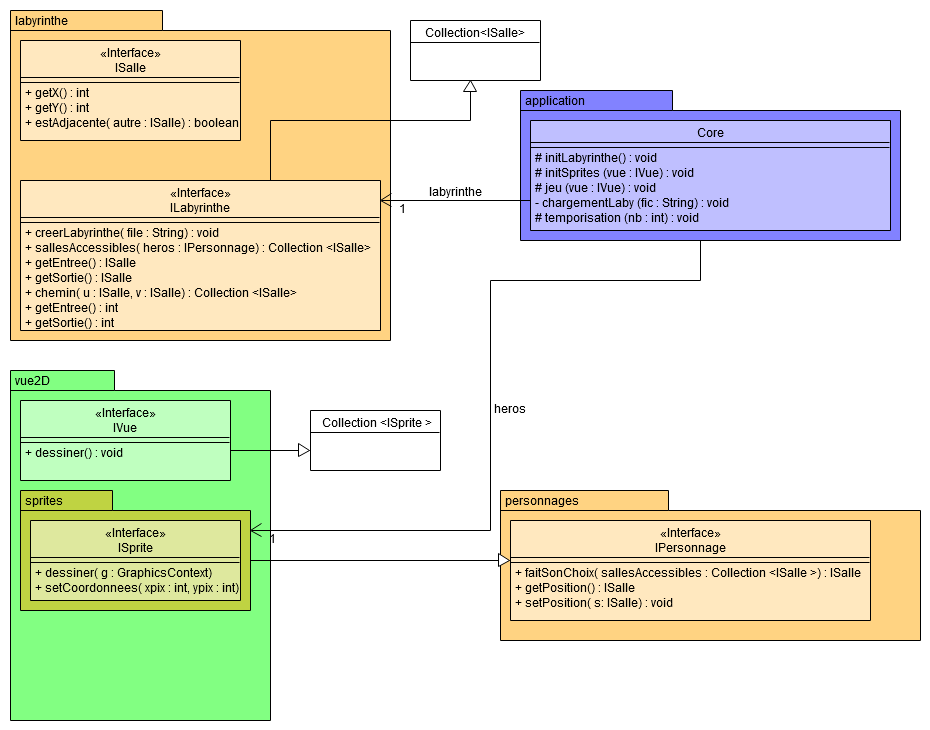 labyrinthe
«Interface»
ISalle
+ getX() : int
+ getY() : int
+ estAdjacente( autre : ISalle) : boolean
Collection<ISalle>
application
Core
# initLabyrinthe() : void
# initSprites (vue : IVue) : void
# jeu (vue : IVue) : void
- chargementLaby (fic : String) : void
# temporisation (nb : int) : void
labyrinthe
1
«Interface»
ILabyrinthe
+ creerLabyrinthe( file : String) : void
+ sallesAccessibles( heros : IPersonnage) : Collection <ISalle>
+ getEntree() : ISalle
+ getSortie() : ISalle
+ chemin( u : ISalle, v : ISalle) : Collection <ISalle>
+ getEntree() : int
+ getSortie() : int
vue2D
«Interface»
IVue
+ dessiner() : void
Collection <ISprite >
heros
sprites
«Interface»
ISprite
+ dessiner( g : GraphicsContext)
+ setCoordonnees( xpix : int, ypix : int)
1
personnages
«Interface»
IPersonnage
+ faitSonChoix( sallesAccessibles : Collection <ISalle >) : ISalle
+ getPosition() : ISalle
+ setPosition( s: ISalle) : void